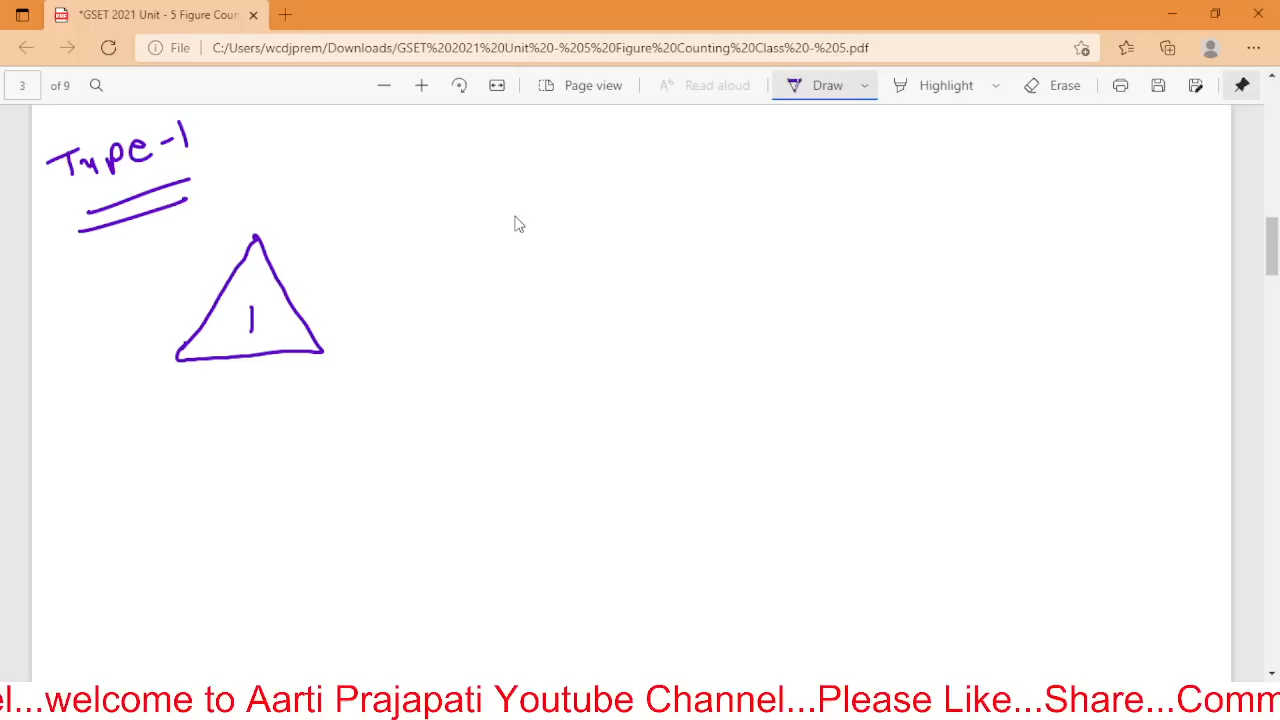 *GSET 2021 Unit - 5 Figure Coun
File
C:/Users/wcdjprem/Downloads/GSET%202021%20Unit%20-%205%20Figure%20Counting%20Class%20-%205.pdf
3 of 9
Page view
Read aloud
Draw
Highlight
Erase
Type-1
1
el...welcome to Aarti Prajapati Youtube Channel...Please Like...Share...Comm